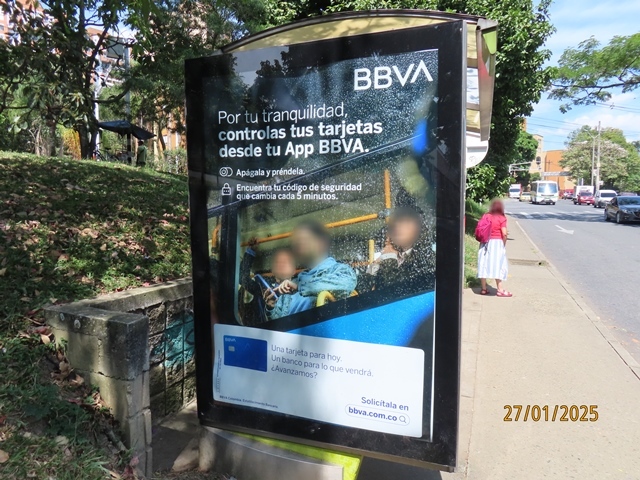 BBVA
Por tu tranquilidad,
controlas tus tarjetas
desde tu App BBVA.
Apágala y préndela.
Encuentra tu código de seguridad
que cambia cada 5 minutos.
BBVA
Una tarjeta para hoy.
Un banco para lo que vendrá.
¿Avanzamos?
Solicítala en
bbva.com.co
27/01/2025